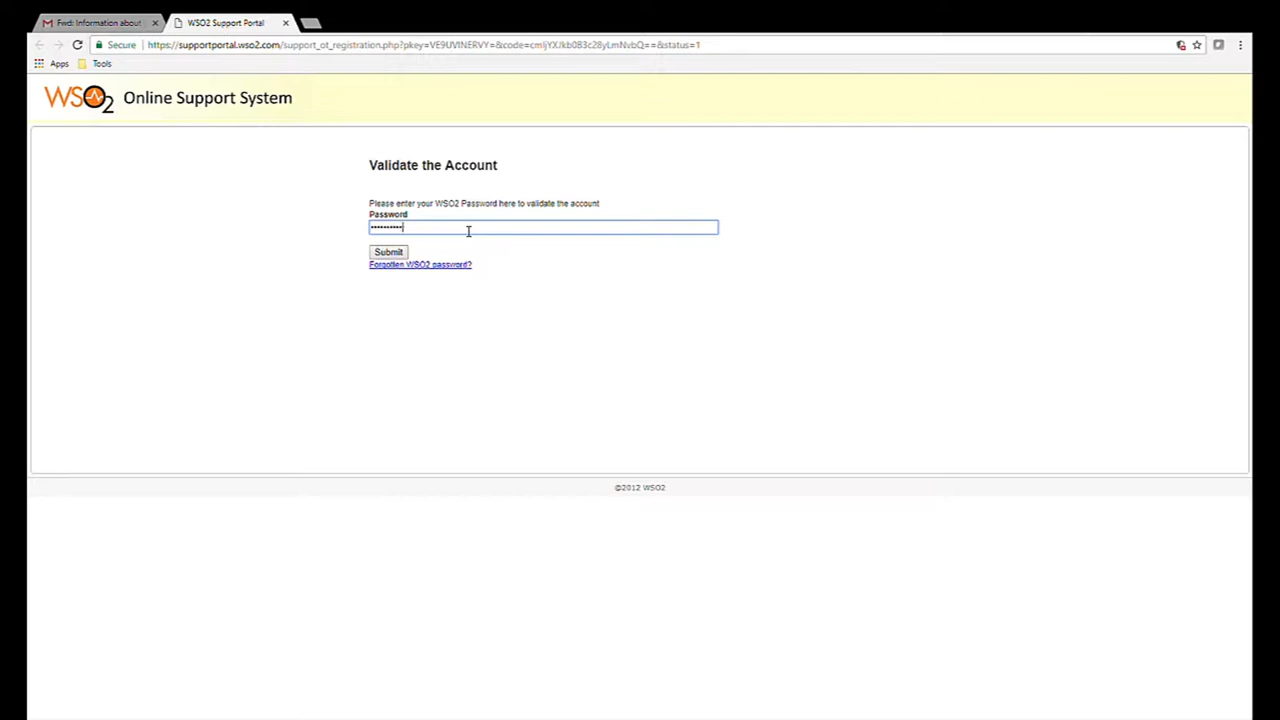 Fwd: Information about
WSO2 Support Portal
Secure
https://supportportal.wso2.com/support_ot_registration.php?pkey=VE9UVlNERVY=&code=cmljYXJkb0B3c28yLmNvbQ==&status=1
Apps
Tools
WSO2 Online Support System
Validate the Account
Please enter your WSO2 Password here to validate the account
Password
Submit
Forgotten WSO2 password?
©2012 WSO2